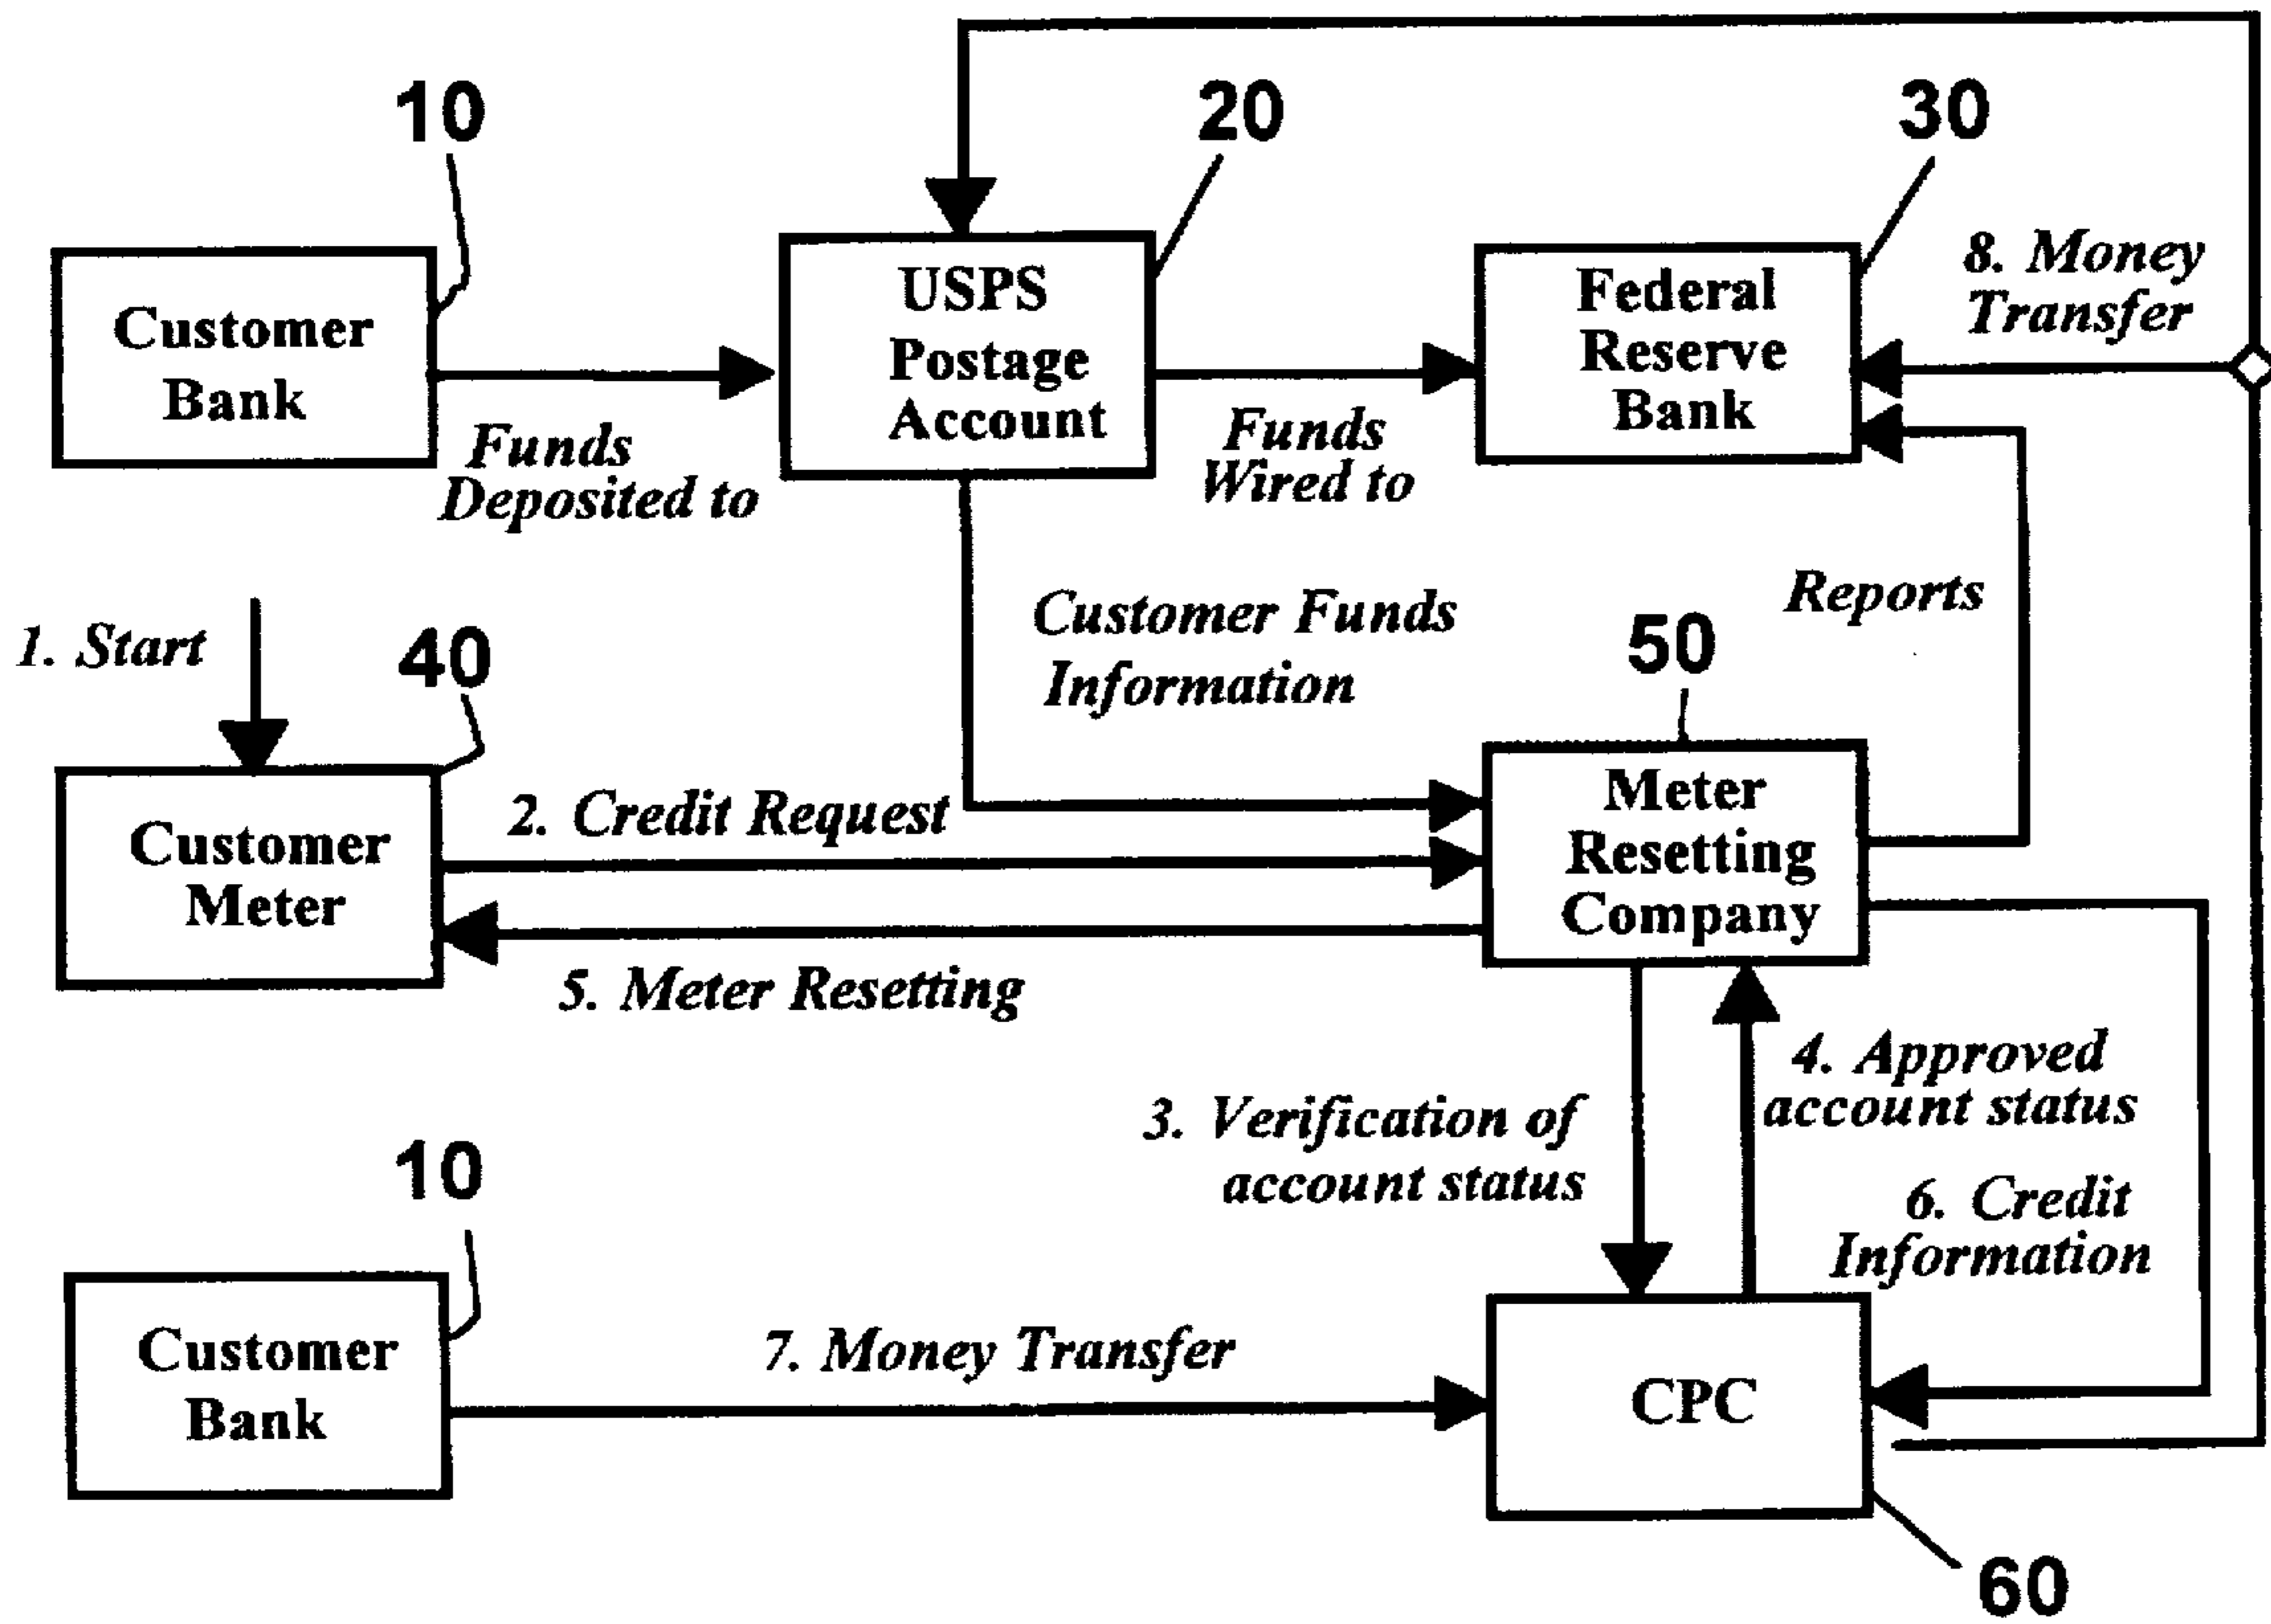 10
20
30
Customer
Bank
USPS
Postage
Account
Federal
Reserve
Bank
8. Money
Transfer
Funds
Deposited to
Funds
Wired to
1. Start
40
Customer Funds
Information
Reports
50
Customer
Meter
2. Credit Request
5. Meter Resetting
Meter
Resetting
Company
3. Verification of
account status
4. Approved
account status
6. Credit
Information
10
Customer
Bank
7. Money Transfer
CPC
60